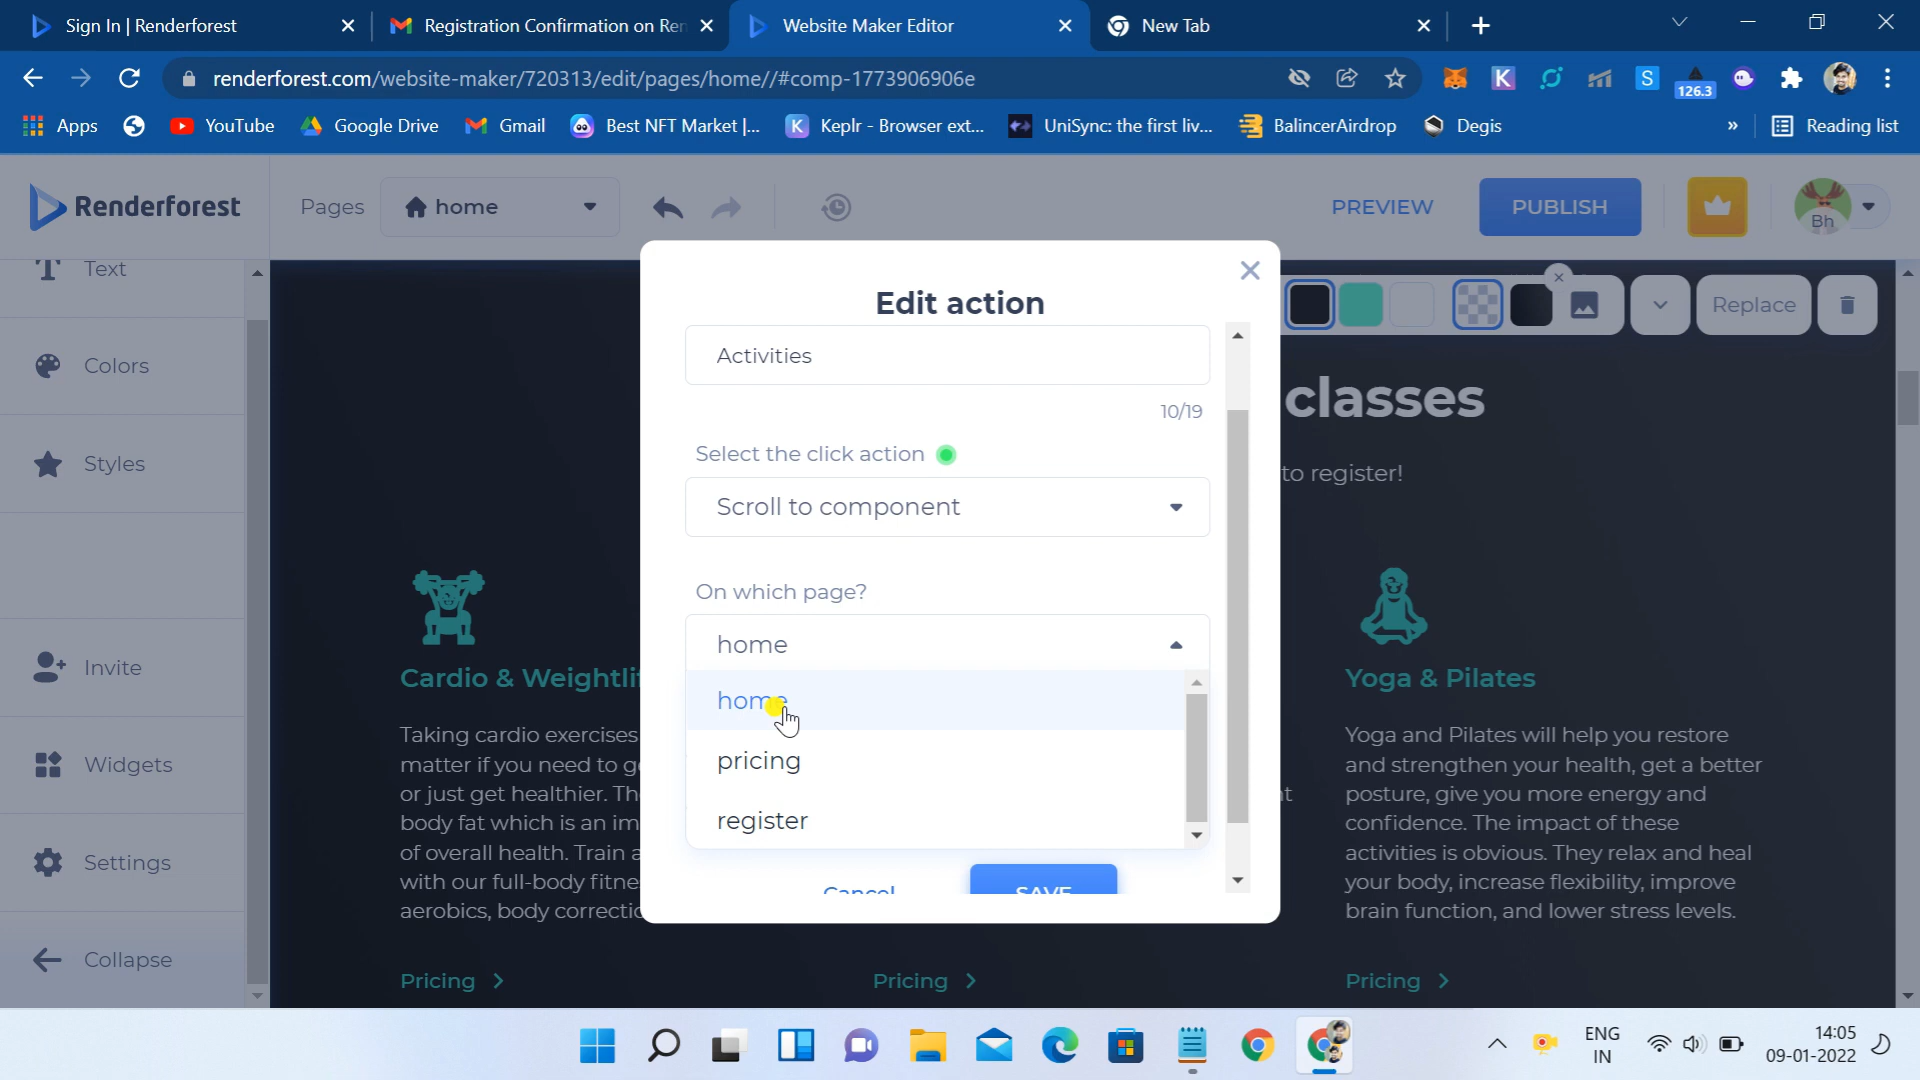 Sign In | Renderforest
Registration Confirmation on Ren
Website Maker Editor
New Tab
renderforest.com/website-maker/720313/edit/pages/home//#comp-1773906906e
126.3
Apps
YouTube
Google Drive
Gmail
Best NFT Market |...
Keplr - Browser ext...
UniSync: the first liv...
BalincerAirdrop
Degis
»
Reading list
Renderforest
Pages
home
PREVIEW
PUBLISH
Bh
Text
Colors
Styles
Invite
Widgets
Settings
Collapse
Edit action
Activities
10/19
Select the click action
Scroll to component
On which page?
home
home
pricing
register
Cancel
SAVE
Replace
classes
to register!
Cardio & Weightli
Taking cardio exercises
matter if you need to g
or just get healthier. Th
body fat which is an im
of overall health. Train a
with our full-body fitne
aerobics, body correctio
Pricing
Pricing
Yoga & Pilates
Yoga and Pilates will help you restore
and strengthen your health, get a better
posture, give you more energy and
confidence. The impact of these
activities is obvious. They relax and heal
your body, increase flexibility, improve
brain function, and lower stress levels.
Pricing
ENG
IN
14:05
09-01-2022